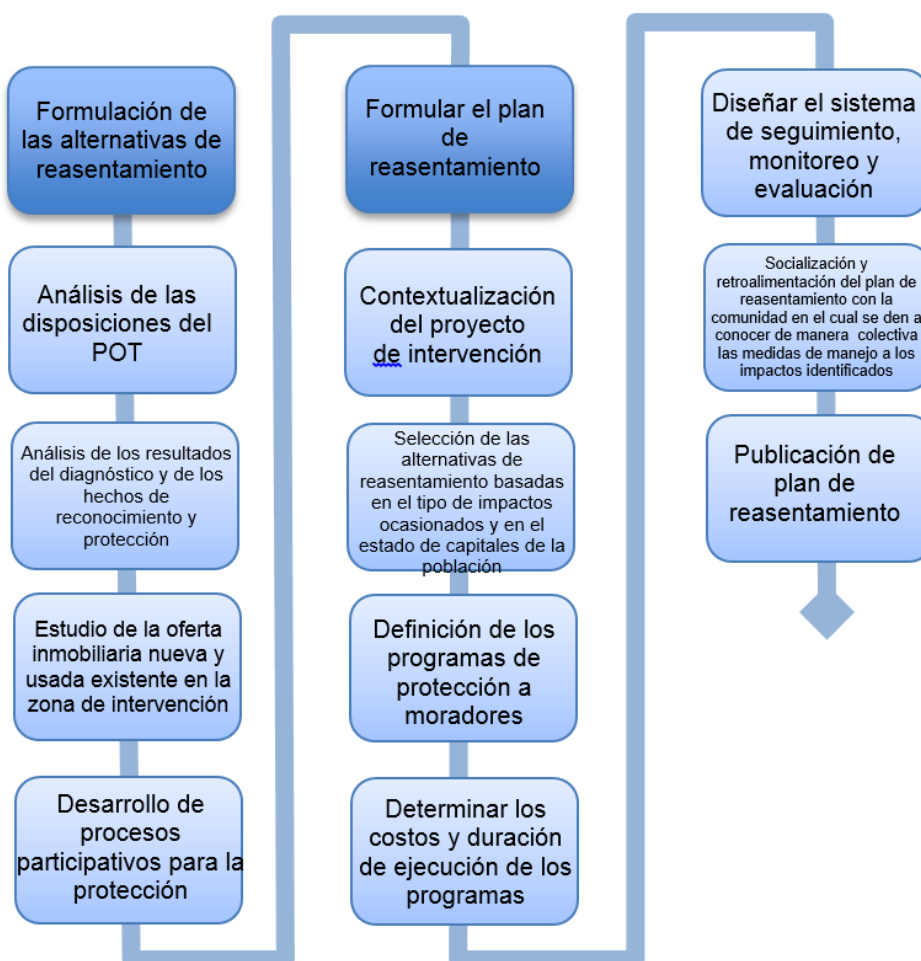 Formulación de
las alternativas de
reasentamiento
Análisis de las
disposiciones del
POT
Análisis de los resultados
del diagnóstico y de los
hechos de
reconocimiento y
protección
Estudio de la oferta
inmobiliaria nueva y
usada existente en la
zona de intervención
Desarrollo de
procesos
participativos para la
protección
Formular el plan
de
reasentamiento
Contextualización
del proyecto
de intervención
Selección de las
alternativas de
reasentamiento basadas
en el tipo de impactos
ocasionados y en el
estado de capitales de la
población
Definición de los
programas de
protección a
moradores
Determinar los
costos y duración
de ejecución de los
programas
Diseñar el sistema
de seguimiento,
monitoreo y
evaluación
Socialización y
retroalimentación del plan de
reasentamiento con la
comunidad en el cual se den a
conocer de manera colectiva
las medidas de manejo a los
impactos identificados
Publicación de
plan de
reasentamiento